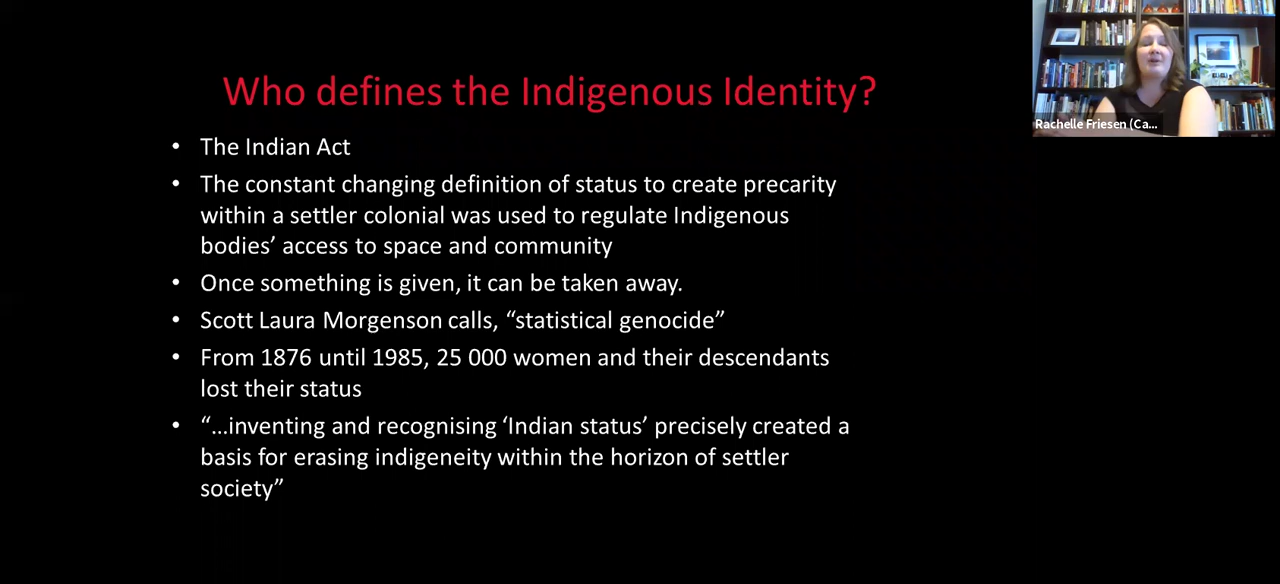 Who defines the Indigenous Identity?
• The Indian Act
• The constant changing definition of status to create precarity
within a settler colonial was used to regulate Indigenous
bodies’ access to space and community
• Once something is given, it can be taken away.
• Scott Laura Morgenson calls, “statistical genocide”
• From 1876 until 1985, 25 000 women and their descendants
lost their status
• “...inventing and recognising ‘Indian status’ precisely created a
basis for erasing indigeneity within the horizon of settler
society”
Rachelle Friesen (Ca...